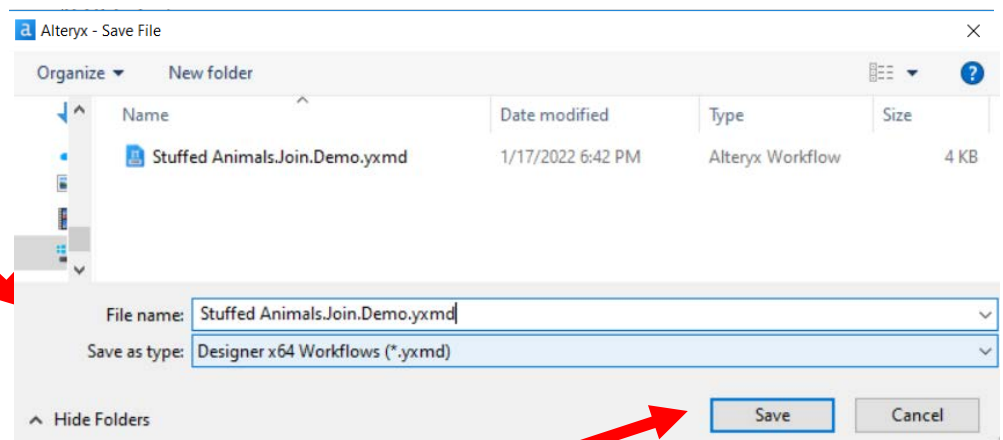 Alteryx - Save File
Organize New folder
Name Date modified Type Size
Stuffed Animals.Join.Demo.yxmd 1/17/2022 6:42 PM Alteryx Workflow 4 KB
File name: Stuffed Animals.Join.Demo.yxmd
Save as type: Designer x64 Workflows (*.yxmd)
Hide Folders Save Cancel